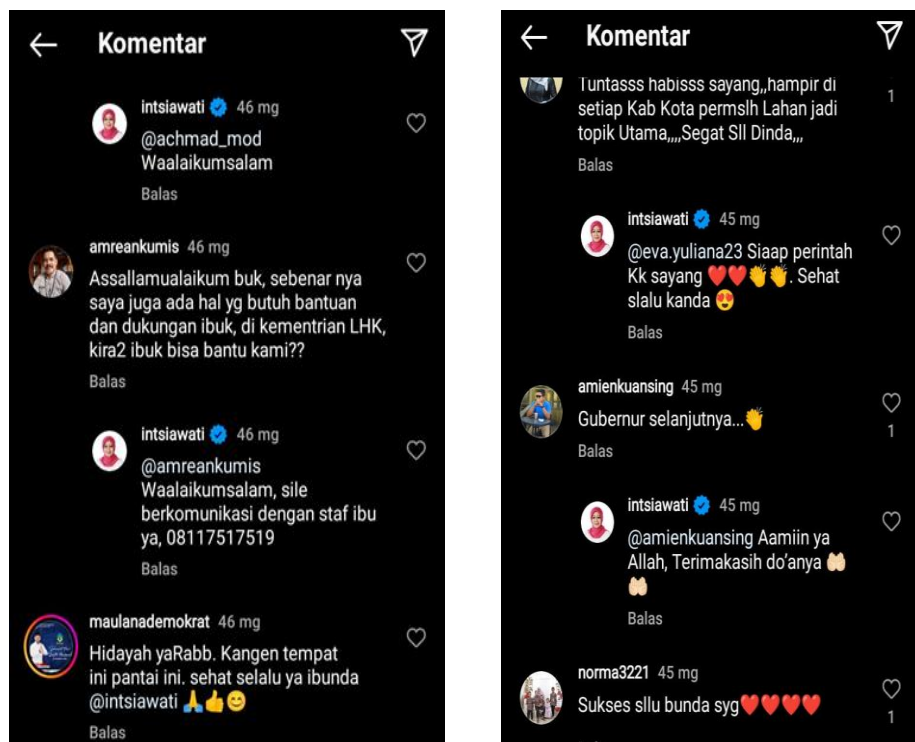 Komentar
intsiawati 46 mg
@achmad_mod
Waalaikumsalam
Balas
amreankumis 46 mg
Assallamualaikum buk, sebenar nya
saya juga ada hal yg butuh bantuan
dan dukungan ibuk, di kementrian LHK,
kira2 ibuk bisa bantu kami??
Balas
intsiawati 46 mg
@amreankumis
Waalaikumsalam, sile
berkomunikasi dengan staf ibu
ya, 08117517519
Balas
maulanademokrat 46 mg
Hidayah yaRabb. Kangen tempat
ini pantai ini. sehat selalu ya ibunda
@intsiawati 🙏👍😊
Balas
Komentar
Tuntasss habisss sayang,,hampir di
setiap Kab Kota permslh Lahan jadi
topik Utama,,,,Segat Sll Dinda,,,
1
Balas
intsiawati 45 mg
@eva.yuliana23 Siaap perintah
Kk sayang ❤️❤️👏👏. Sehat
slalu kanda 😍
Balas
amienkuansing 45 mg
Gubernur selanjutnya...👏
1
Balas
intsiawati 45 mg
@amienkuansing Aamiin ya
Allah, Terimakasih do'anya 🤲🏻
🤲🏻
Balas
norma3221 45 mg
Sukses sllu bunda syg❤️❤️❤️❤️
1